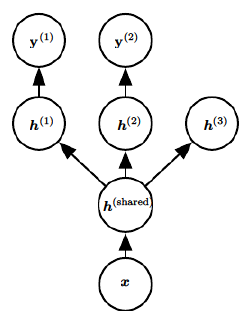 y(1) y(2)
h(1) h(2) h(3)
h(shared)
x